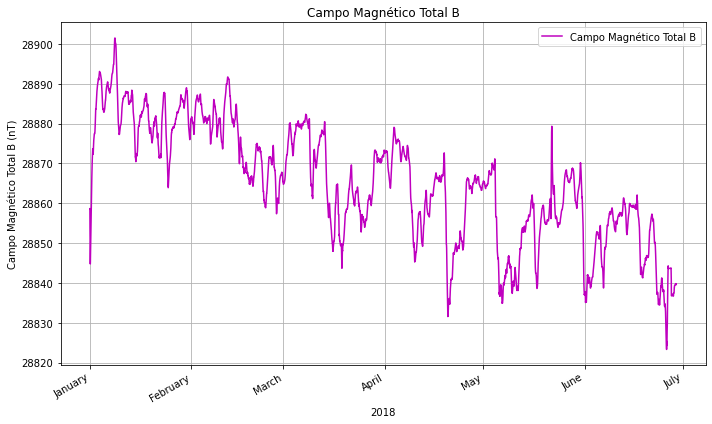 Campo Magnético Total B
Campo Magnético Total B
28900
28890
28880
28870
28860
28850
28840
28830
28820
Campo Magnético Total B (nT)
January
February
March
April
May
June
July
2018